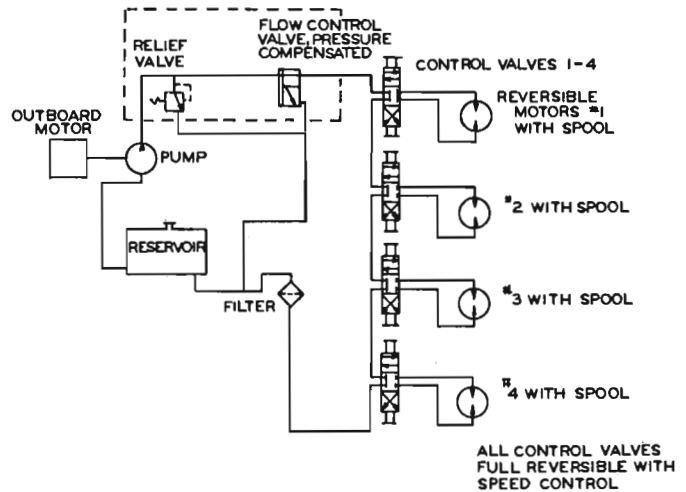 FLOW CONTROL
VALVE, PRESSURE
COMPENSATED
RELIEF
VALVE
CONTROL VALVES 1-4
REVERSIBLE
MOTORS #1
WITH SPOOL
OUTBOARD
MOTOR
PUMP
#2 WITH SPOOL
RESERVOIR
FILTER
#3 WITH SPOOL
#4 WITH SPOOL
ALL CONTROL VALVES
FULL REVERSIBLE WITH
SPEED CONTROL